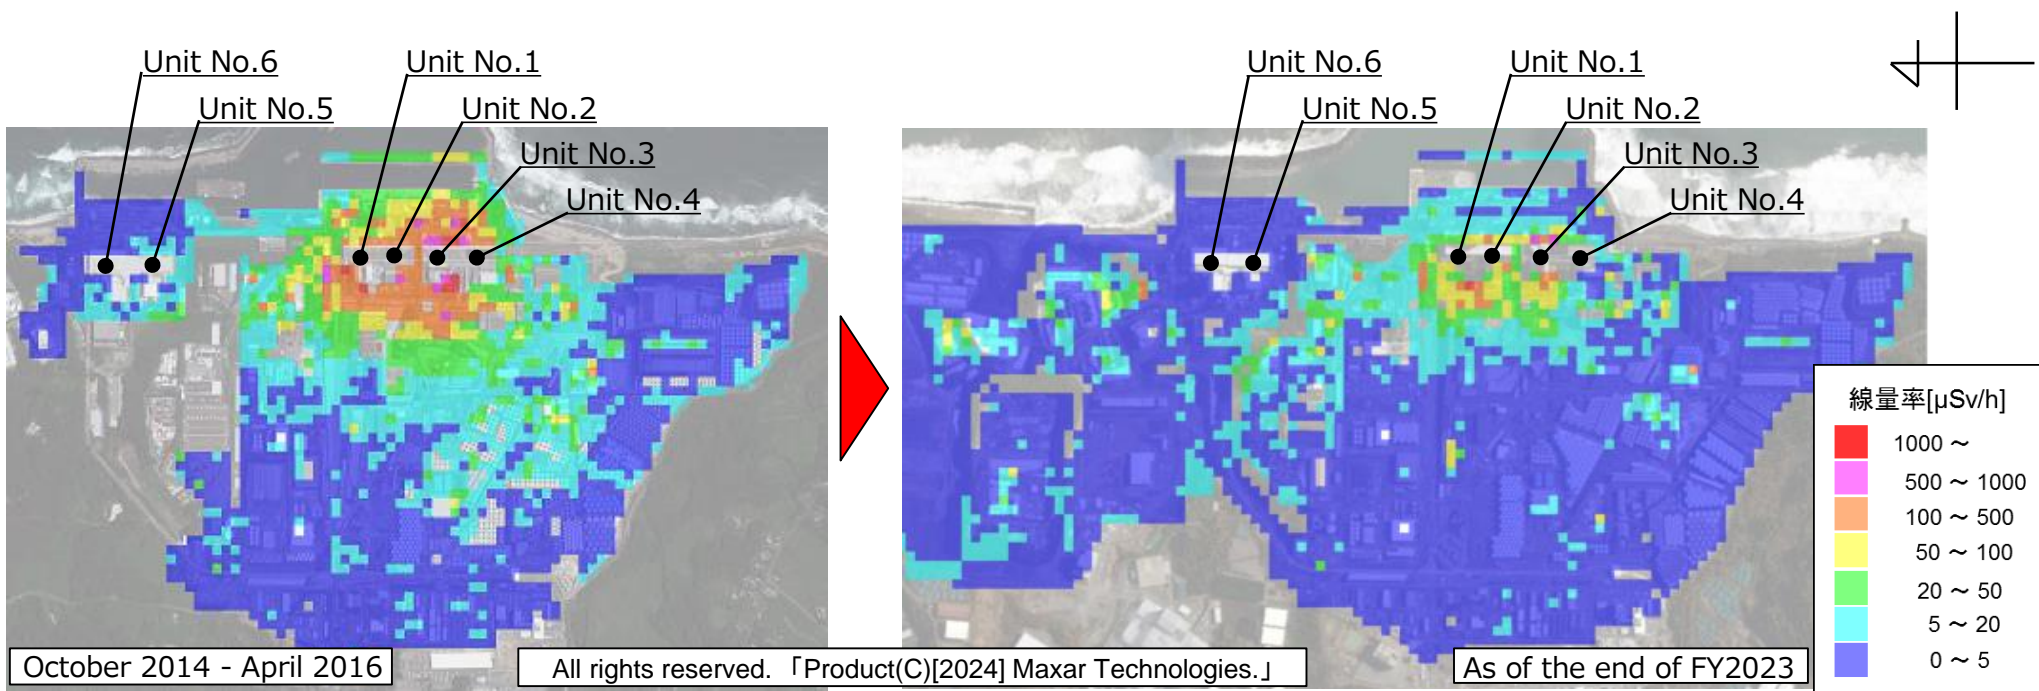 Unit No.6
Unit No.1
Unit No.5
Unit No.2
Unit No.3
Unit No.4
October 2014 - April 2016
Unit No.6
Unit No.1
Unit No.5
Unit No.2
Unit No.3
Unit No.4
線量率[μSv/h]
1000 ～
500 ～ 1000
100 ～ 500
50 ～ 100
20 ～ 50
5 ～ 20
0 ～ 5
All rights reserved. 「Product(C)[2024] Maxar Technologies.」
As of the end of FY2023